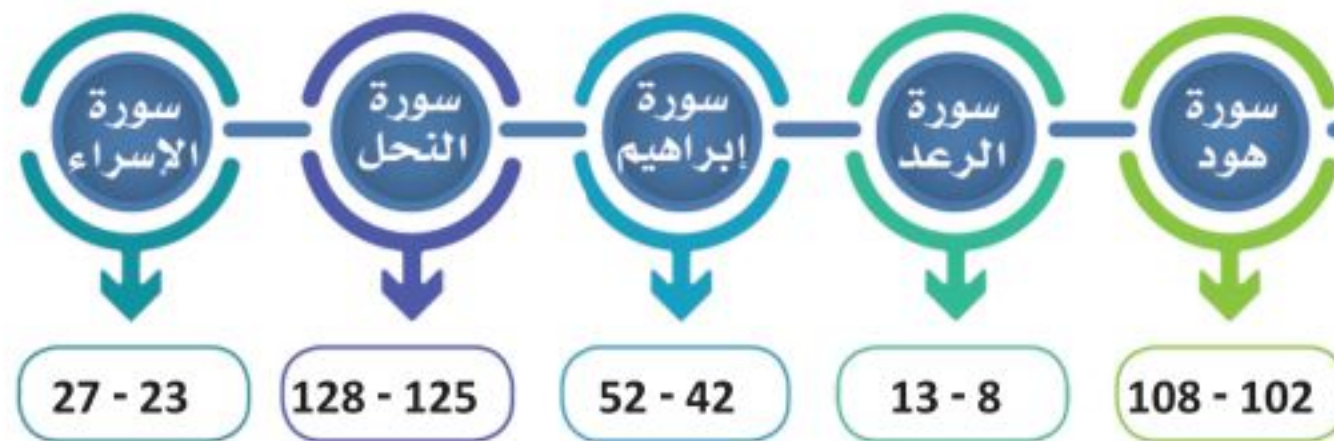 سورة
هود
سورة
الرعد
سورة
إبراهيم
سورة
النحل
سورة
الإسراء
108 - 102
13 - 8
52 - 42
128 - 125
27 - 23